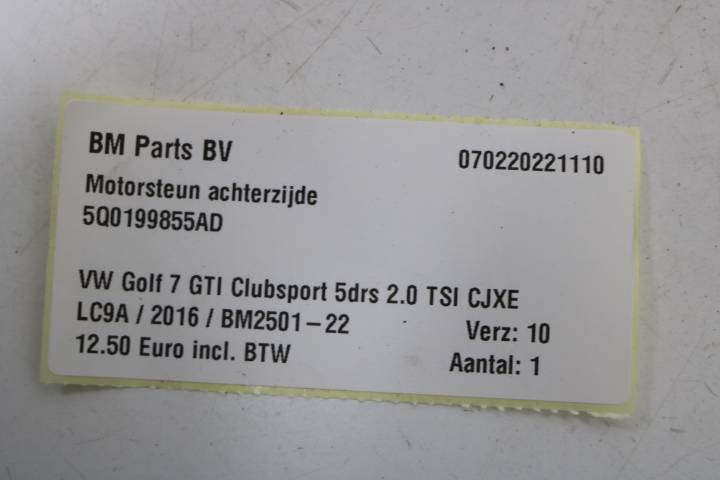 BM Parts BV 070220221110
Motorsteun achterzijde
5Q0199855AD
VW Golf 7 GTI Clubsport 5drs 2.0 TSI CJXE
LC9A / 2016 / BM2501-22 Verz: 10
12.50 Euro incl. BTW Aantal: 1